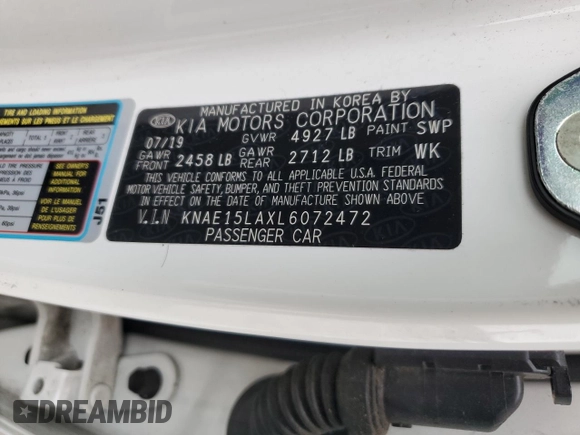 MANUFACTURED IN KOREA BY
KIA KIA MOTORS CORPORATION
07/19 GVWR 4927 LB PAINT SWP
GAWR FRONT 2458 LB GAWR REAR 2712 LB TRIM WK
THIS VEHICLE CONFORMS TO ALL APPLICABLE U.S.A. FEDERAL
MOTOR VEHICLE SAFETY, BUMPER, AND THEFT PREVENTION STANDARDS
IN EFFECT ON THE DATE OF MANUFACTURE SHOWN ABOVE
V.I.N KNAE15LAXL6072472
PASSENGER CAR
TIRE AND LOADING INFORMATION
SEE OWNER'S
MANUAL FOR
ADDITIONAL
INFORMATION
VOIR LE MANUEL
DE L'USAGER
POUR PLUS DE
RENSEIGNEMENTS
J51
DREAMBID